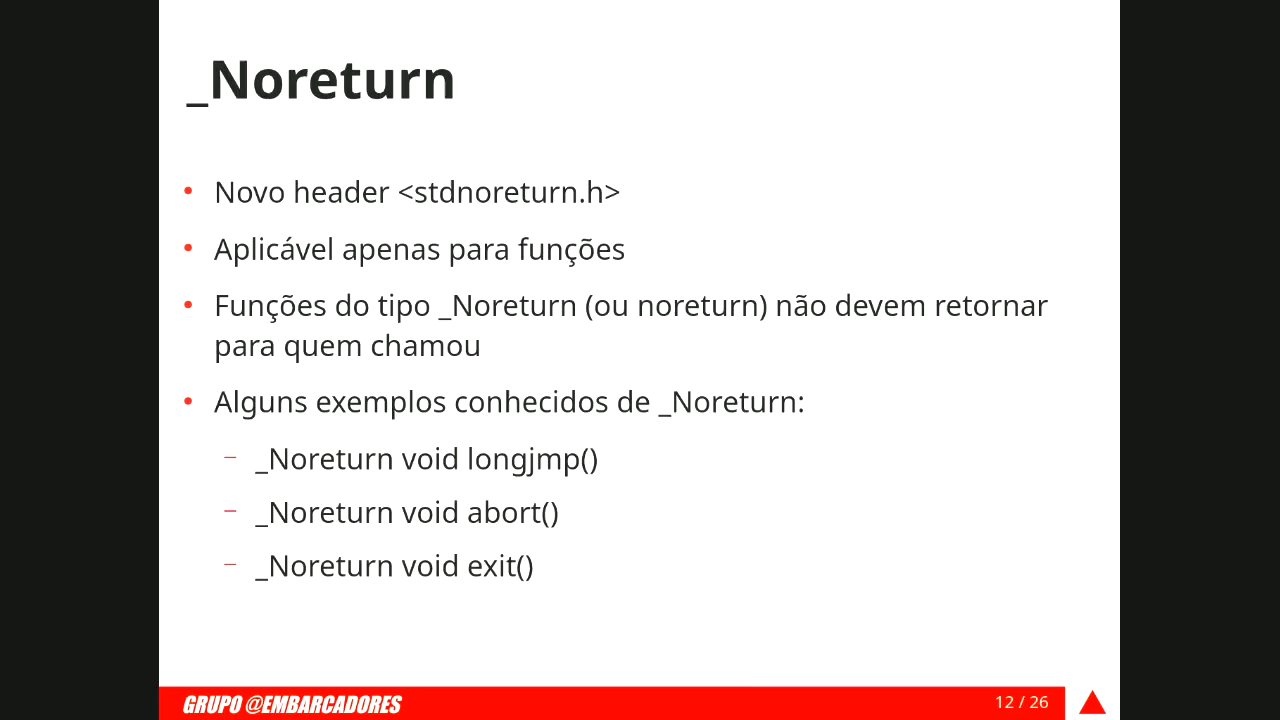 _Noreturn
Novo header <stdnoreturn.h>
Aplicável apenas para funções
Funções do tipo _Noreturn (ou noreturn) não devem retornar
para quem chamou
Alguns exemplos conhecidos de _Noreturn:
_Noreturn void longjmp()
_Noreturn void abort()
_Noreturn void exit()
GRUPO @EMBARCADORES
12 / 26